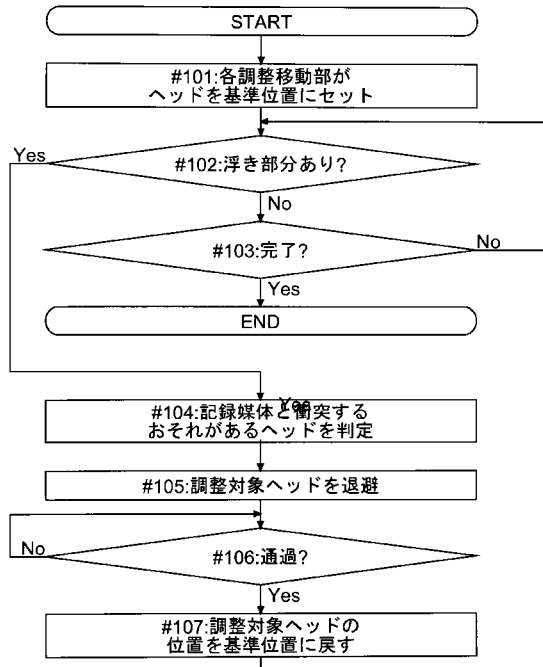 START
#101:各調整移動部が
ヘッドを基準位置にセット
Yes
#102:浮き部分あり?
No
#103:完了?
No
Yes
END
Yes
#104:記録媒体と衝突する
おそれがあるヘッドを判定
#105:調整対象ヘッドを退避
No
#106:通過?
Yes
#107:調整対象ヘッドの
位置を基準位置に戻す